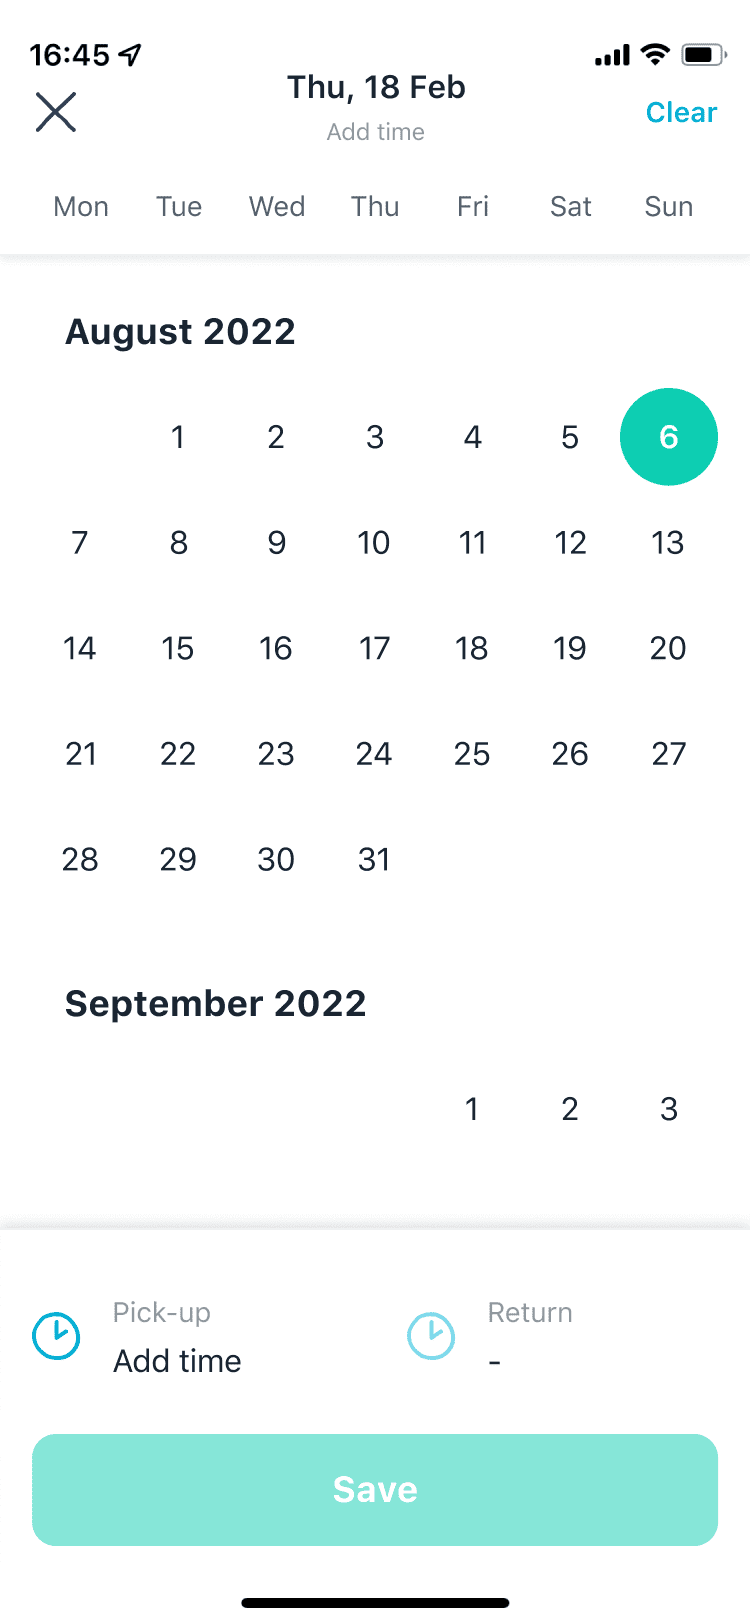 16:45
Thu, 18 Feb
Add time
Clear
Mon Tue Wed Thu Fri Sat Sun
August 2022
1 2 3 4 5 6
7 8 9 10 11 12 13
14 15 16 17 18 19 20
21 22 23 24 25 26 27
28 29 30 31
September 2022
1 2 3
Pick-up Return
Add time -
Save